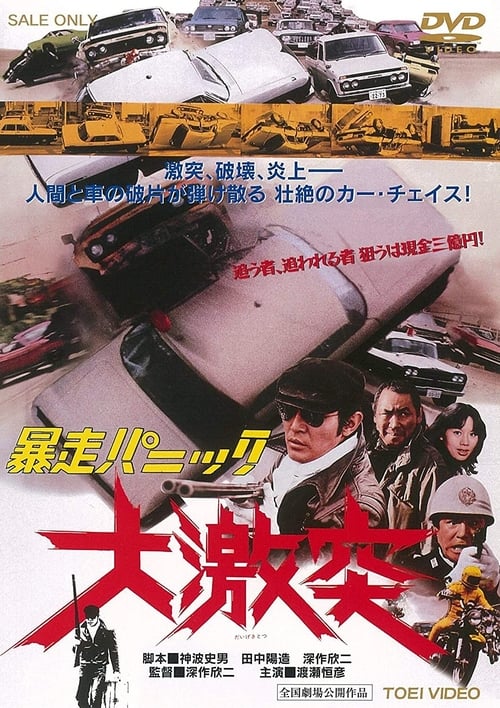 SALE ONLY
DVD
VIDEO
激突、破壊、炎上――
人間と車の破片が弾け散る 壮絶のカー・チェイス!
追う者、追われる者 狙うは現金三億円!
暴走パニック
大激突
だいげきとつ
脚本■神波史男 田中陽造 深作欣二
監督■深作欣二 主演■渡瀬恒彦
全国劇場公開作品
TOEI VIDEO